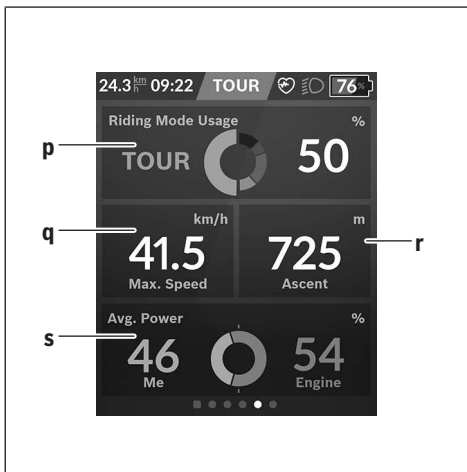 24.3 km/h 09:22 TOUR 76%
Riding Mode Usage %
p
TOUR 50
q
km/h m
41.5 725
r
Max. Speed Ascent
Avg. Power %
s
46 54
Me Engine